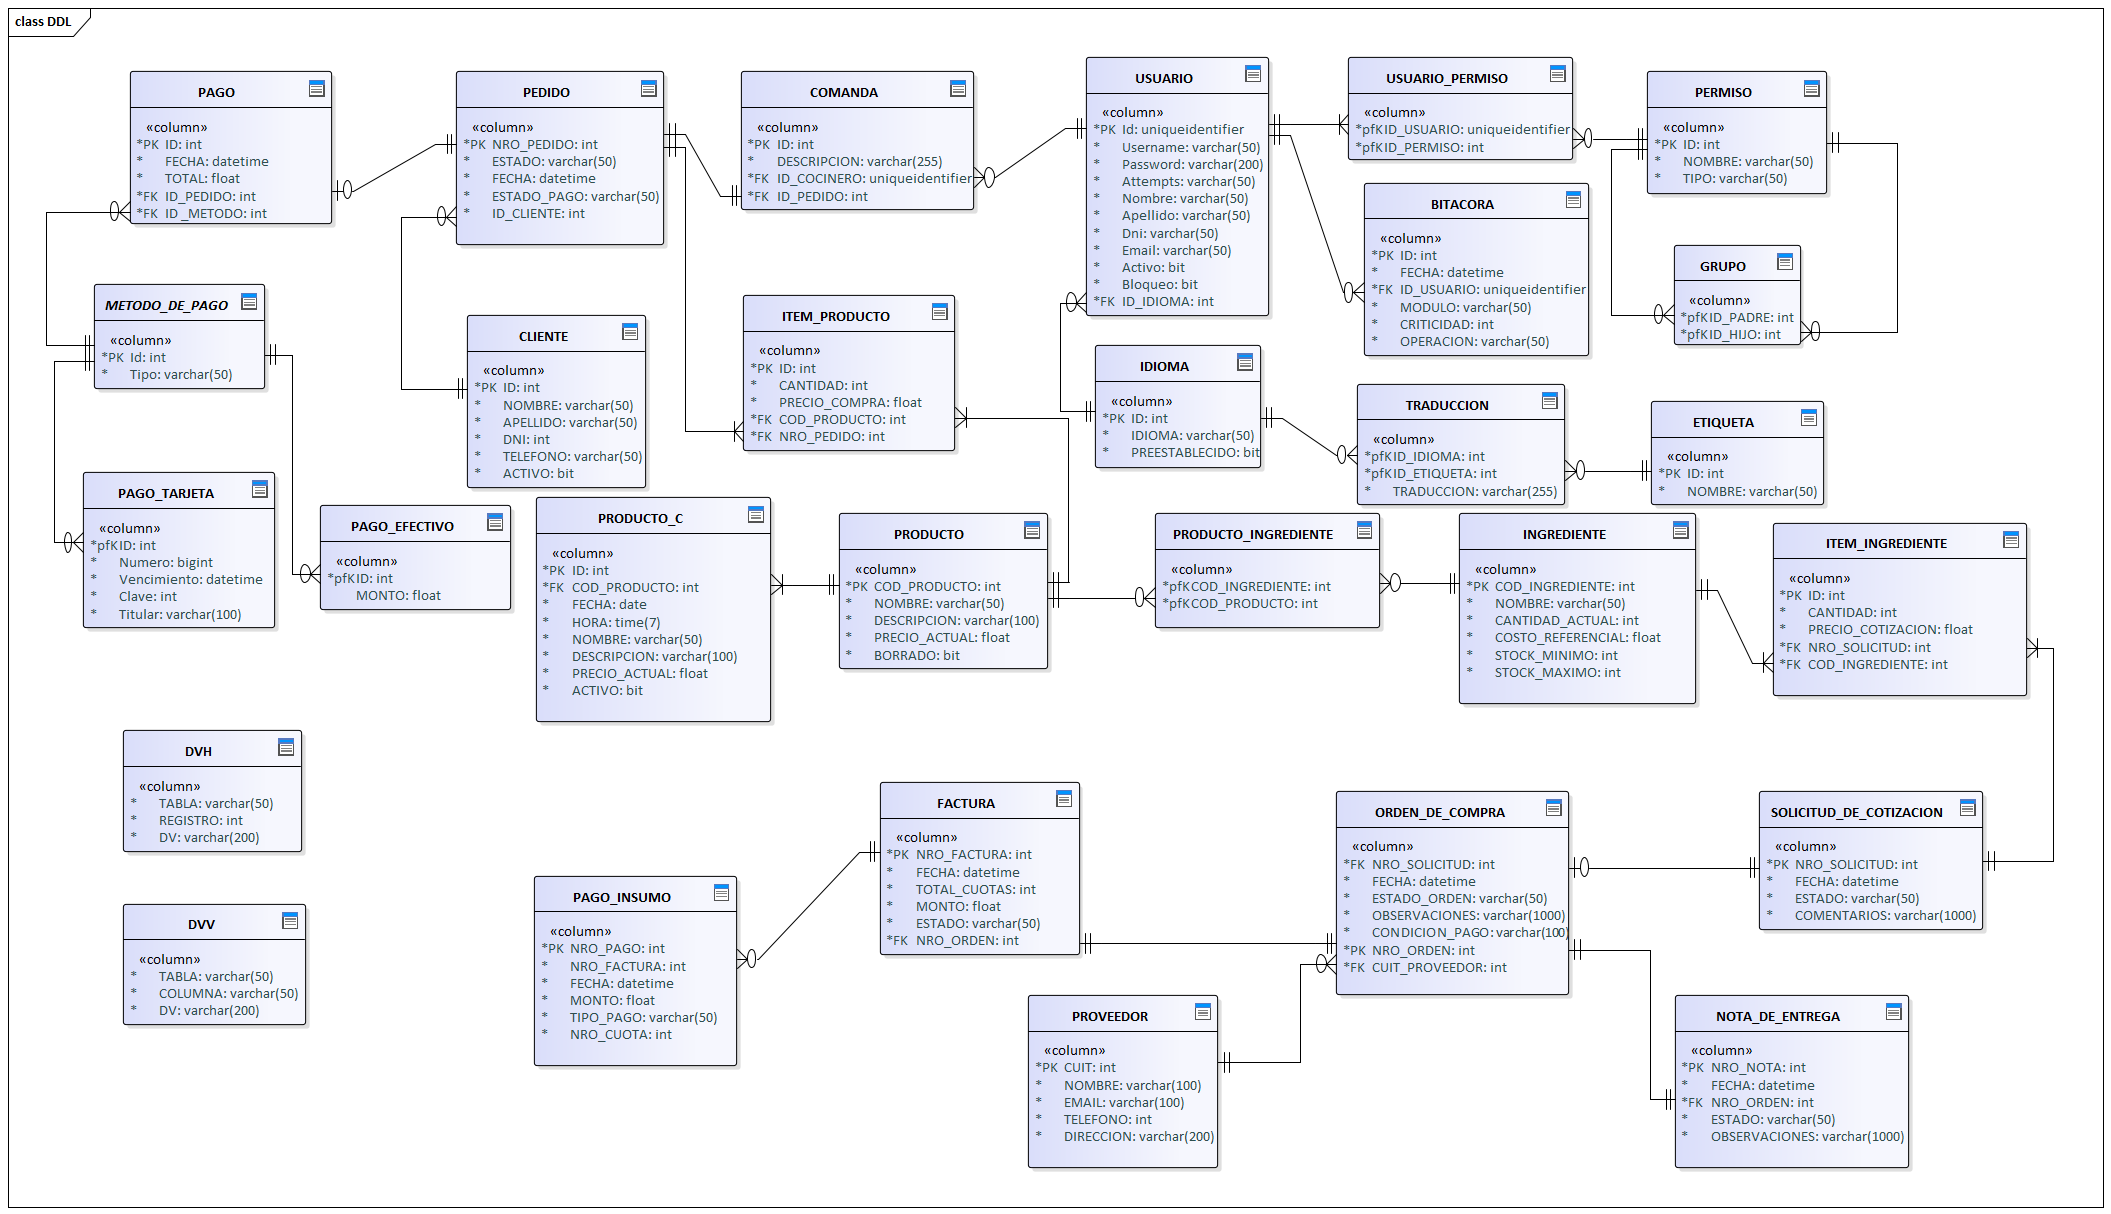 class DDL
PAGO
«column»
*PK ID: int
* FECHA: datetime
* TOTAL: float
*FK ID_PEDIDO: int
*FK ID_METODO: int
PEDIDO
«column»
*PK NRO_PEDIDO: int
* ESTADO: varchar(50)
* FECHA: datetime
* ESTADO_PAGO: varchar(50)
* ID_CLIENTE: int
COMANDA
«column»
*PK ID: int
* DESCRIPCION: varchar(255)
*FK ID_COCINERO: uniqueidentifier
*FK ID_PEDIDO: int
USUARIO
«column»
*PK Id: uniqueidentifier
* Username: varchar(50)
* Password: varchar(200)
* Attempts: varchar(50)
* Nombre: varchar(50)
* Apellido: varchar(50)
* Dni: varchar(50)
* Email: varchar(50)
* Activo: bit
* Bloqueo: bit
*FK ID_IDIOMA: int
USUARIO_PERMISO
«column»
*pfK ID_USUARIO: uniqueidentifier
*pfK ID_PERMISO: int
PERMISO
«column»
*PK ID: int
* NOMBRE: varchar(50)
* TIPO: varchar(50)
BITACORA
«column»
*PK ID: int
* FECHA: datetime
*FK ID_USUARIO: uniqueidentifier
* MODULO: varchar(50)
* CRITICIDAD: int
* OPERACION: varchar(50)
GRUPO
«column»
*pfK ID_PADRE: int
*pfK ID_HIJO: int
METODO_DE_PAGO
«column»
*PK Id: int
* Tipo: varchar(50)
CLIENTE
«column»
*PK ID: int
* NOMBRE: varchar(50)
* APELLIDO: varchar(50)
* DNI: int
* TELEFONO: varchar(50)
* ACTIVO: bit
ITEM_PRODUCTO
«column»
*PK ID: int
* CANTIDAD: int
* PRECIO_COMPRA: float
*FK COD_PRODUCTO: int
*FK NRO_PEDIDO: int
IDIOMA
«column»
*PK ID: int
* IDIOMA: varchar(50)
* PREESTABLECIDO: bit
TRADUCCION
«column»
*pfK ID_IDIOMA: int
*pfK ID_ETIQUETA: int
* TRADUCCION: varchar(255)
ETIQUETA
«column»
*PK ID: int
* NOMBRE: varchar(50)
PAGO_TARJETA
«column»
*pfK ID: int
* Numero: bigint
* Vencimiento: datetime
* Clave: int
* Titular: varchar(100)
PAGO_EFECTIVO
«column»
*pfK ID: int
MONTO: float
PRODUCTO_C
«column»
*PK ID: int
*FK COD_PRODUCTO: int
* FECHA: date
* HORA: time(7)
* NOMBRE: varchar(50)
* DESCRIPCION: varchar(100)
* PRECIO_ACTUAL: float
* ACTIVO: bit
PRODUCTO
«column»
*PK COD_PRODUCTO: int
* NOMBRE: varchar(50)
* DESCRIPCION: varchar(100)
* PRECIO_ACTUAL: float
* BORRADO: bit
PRODUCTO_INGREDIENTE
«column»
*pfK COD_INGREDIENTE: int
*pfK COD_PRODUCTO: int
INGREDIENTE
«column»
*PK COD_INGREDIENTE: int
* NOMBRE: varchar(50)
* CANTIDAD_ACTUAL: int
* COSTO_REFERENCIAL: float
* STOCK_MINIMO: int
* STOCK_MAXIMO: int
ITEM_INGREDIENTE
«column»
*PK ID: int
* CANTIDAD: int
* PRECIO_COTIZACION: float
*FK NRO_SOLICITUD: int
*FK COD_INGREDIENTE: int
DVH
«column»
* TABLA: varchar(50)
* REGISTRO: int
* DV: varchar(200)
DVV
«column»
* TABLA: varchar(50)
* COLUMNA: varchar(50)
* DV: varchar(200)
PAGO_INSUMO
«column»
*PK NRO_PAGO: int
* NRO_FACTURA: int
* FECHA: datetime
* MONTO: float
* TIPO_PAGO: varchar(50)
* NRO_CUOTA: int
FACTURA
«column»
*PK NRO_FACTURA: int
* FECHA: datetime
* TOTAL_CUOTAS: int
* MONTO: float
* ESTADO: varchar(50)
*FK NRO_ORDEN: int
ORDEN_DE_COMPRA
«column»
*FK NRO_SOLICITUD: int
* FECHA: datetime
* ESTADO_ORDEN: varchar(50)
* OBSERVACIONES: varchar(1000)
* CONDICION_PAGO: varchar(100)
*PK NRO_ORDEN: int
*FK CUIT_PROVEEDOR: int
SOLICITUD_DE_COTIZACION
«column»
*PK NRO_SOLICITUD: int
* FECHA: datetime
* ESTADO: varchar(50)
* COMENTARIOS: varchar(1000)
PROVEEDOR
«column»
*PK CUIT: int
* NOMBRE: varchar(100)
* EMAIL: varchar(100)
* TELEFONO: int
* DIRECCION: varchar(200)
NOTA_DE_ENTREGA
«column»
*PK NRO_NOTA: int
* FECHA: datetime
*FK NRO_ORDEN: int
* ESTADO: varchar(50)
* OBSERVACIONES: varchar(1000)